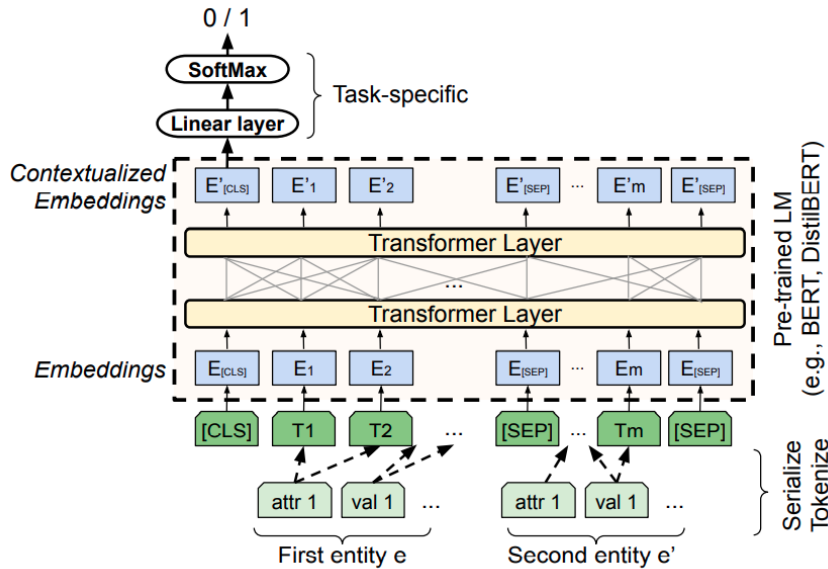 0 / 1
SoftMax
Linear layer
Task-specific
Contextualized
Embeddings
E'[CLS] E'1 E'2 E'[SEP] ... E'm E'[SEP]
Transformer Layer
...
Transformer Layer
Embeddings
E[CLS] E1 E2 E[SEP] ... Em E[SEP]
[CLS] T1 T2 ... [SEP] ... Tm [SEP]
attr 1 val 1 ... attr 1 val 1 ...
First entity e Second entity e'
Pre-trained LM
(e.g., BERT, DistilBERT)
Serialize
Tokenize